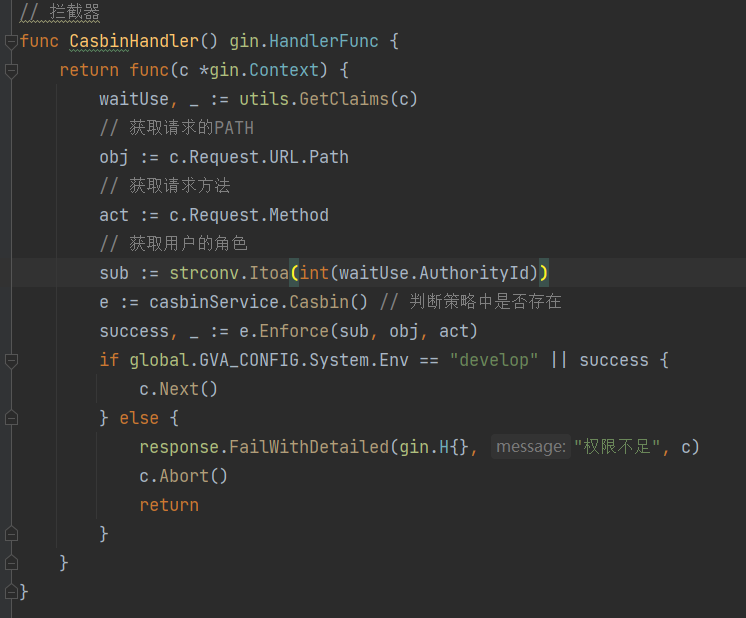 // 拦截器
func CasbinHandler() gin.HandlerFunc {
    return func(c *gin.Context) {
        waitUse, _ := utils.GetClaims(c)
        // 获取请求的PATH
        obj := c.Request.URL.Path
        // 获取请求方法
        act := c.Request.Method
        // 获取用户的角色
        sub := strconv.Itoa(int(waitUse.AuthorityId))
        e := casbinService.Casbin() // 判断策略中是否存在
        success, _ := e.Enforce(sub, obj, act)
        if global.GVA_CONFIG.System.Env == "develop" || success {
            c.Next()
        } else {
            response.FailWithDetailed(gin.H{}, message: "权限不足", c)
            c.Abort()
            return
        }
    }
}